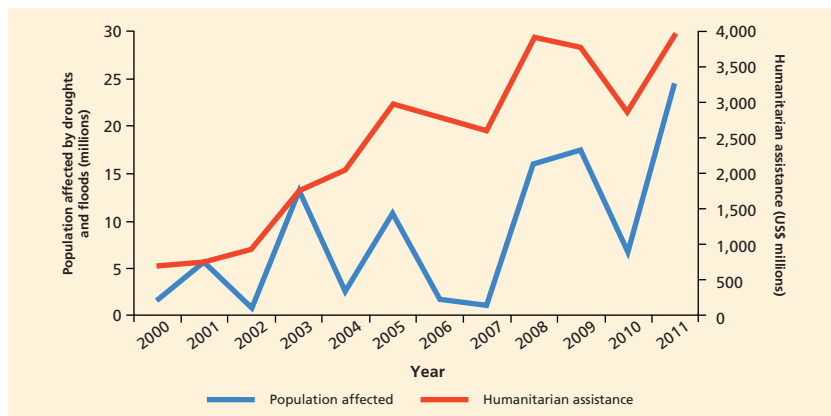 30
25
20
15
10
5
0
Population affected by droughts
and floods (millions)
4,000
3,500
3,000
2,500
2,000
1,500
1,000
500
0
Humanitarian assistance (US$ millions)
2000 2001 2002 2003 2004 2005 2006 2007 2008 2009 2010 2011
Year
Population affected Humanitarian assistance